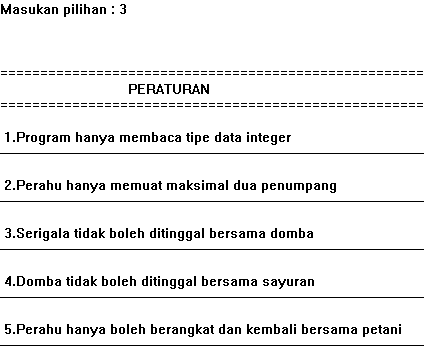 Masukan pilihan : 3
=====================================================
PERATURAN
=====================================================
1.Program hanya membaca tipe data integer
2.Perahu hanya memuat maksimal dua penumpang
3.Serigala tidak boleh ditinggal bersama domba
4.Domba tidak boleh ditinggal bersama sayuran
5.Perahu hanya boleh berangkat dan kembali bersama petani